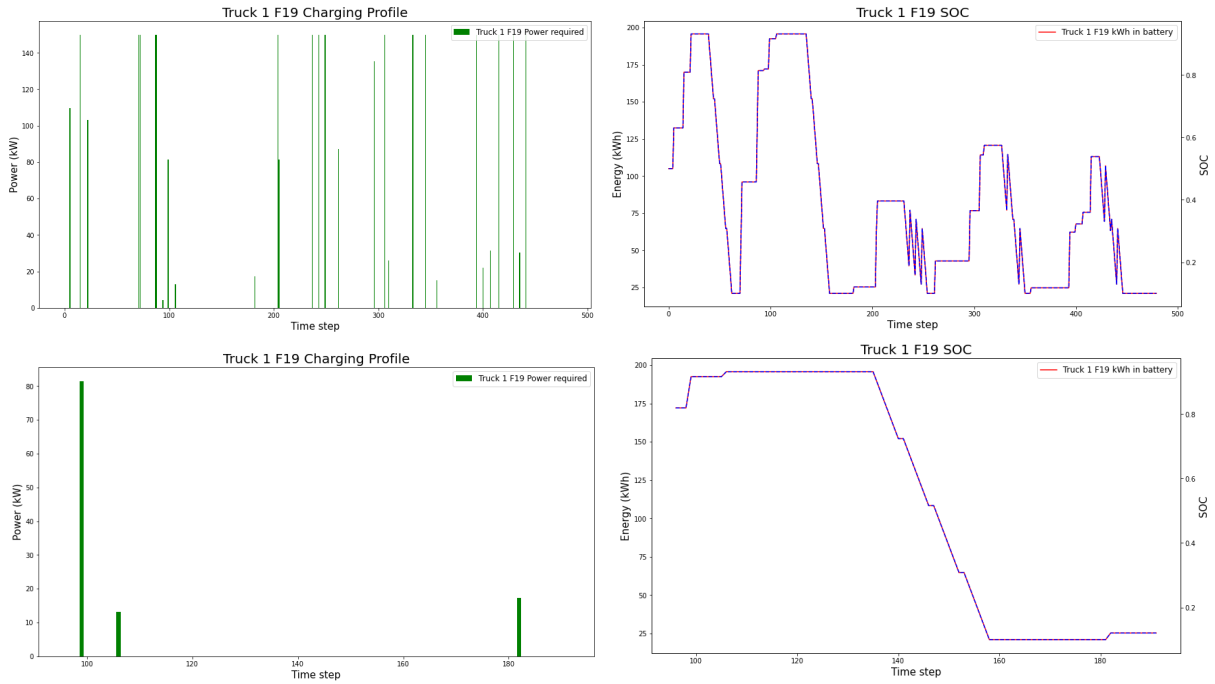 Truck 1 F19 Charging Profile
Truck 1 F19 Power required
140
120
100
80
60
40
20
0
Power (kW)
0 100 200 300 400 500
Time step
Truck 1 F19 SOC
Truck 1 F19 kWh in battery
200
175
150
125
100
75
50
25
Energy (kWh)
0.8
0.6
0.4
0.2
SOC
0 100 200 300 400 500
Time step
Truck 1 F19 Charging Profile
Truck 1 F19 Power required
80
70
60
50
40
30
20
10
0
Power (kW)
100 120 140 160 180
Time step
Truck 1 F19 SOC
Truck 1 F19 kWh in battery
200
175
150
125
100
75
50
25
Energy (kWh)
0.8
0.6
0.4
0.2
SOC
100 120 140 160 180
Time step